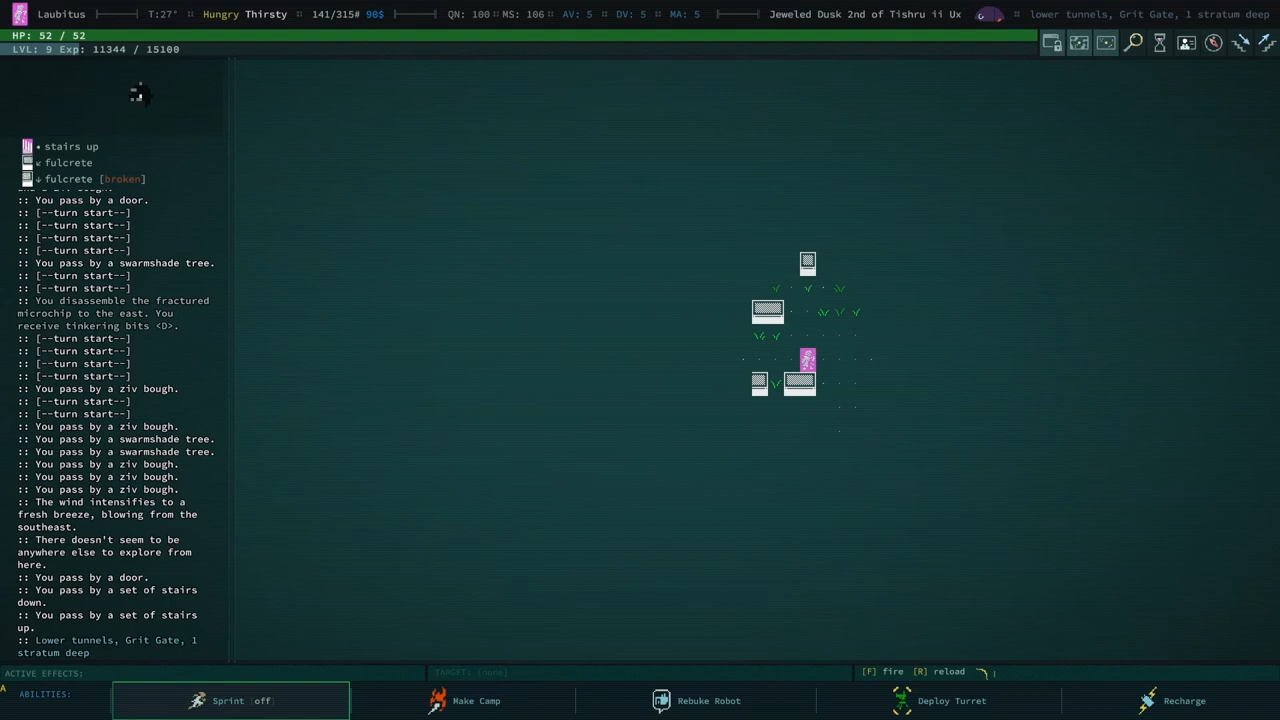 Laubitus T:27° :: Hungry Thirsty :: 141/315# 90$ QN: 100 :: MS: 106 :: AV: 5 :: DV: 5 :: MA: 5 Jeweled Dusk 2nd of Tishru ii Ux :: lower tunnels, Grit Gate, 1 stratum deep
HP: 52 / 52
LVL: 9 Exp: 11344 / 15100
stairs up
fulcrete
fulcrete [broken]
:: You pass by a door.
:: [--turn start--]
:: [--turn start--]
:: [--turn start--]
:: [--turn start--]
:: You pass by a swarmshade tree.
:: [--turn start--]
:: [--turn start--]
:: You disassemble the fractured
microchip to the east. You
receive tinkering bits <D>.
:: [--turn start--]
:: [--turn start--]
:: [--turn start--]
:: [--turn start--]
:: You pass by a ziv bough.
:: [--turn start--]
:: [--turn start--]
:: You pass by a ziv bough.
:: You pass by a swarmshade tree.
:: You pass by a swarmshade tree.
:: You pass by a ziv bough.
:: You pass by a ziv bough.
:: You pass by a ziv bough.
:: The wind intensifies to a
fresh breeze, blowing from the
southeast.
:: There doesn't seem to be
anywhere else to explore from
here.
:: You pass by a door.
:: You pass by a set of stairs
down.
:: You pass by a set of stairs
up.
:: Lower tunnels, Grit Gate, 1
stratum deep
ACTIVE EFFECTS: TARGET: [none] [F] fire [R] reload
A ABILITIES: Sprint [off] Make Camp Rebuke Robot Deploy Turret Recharge